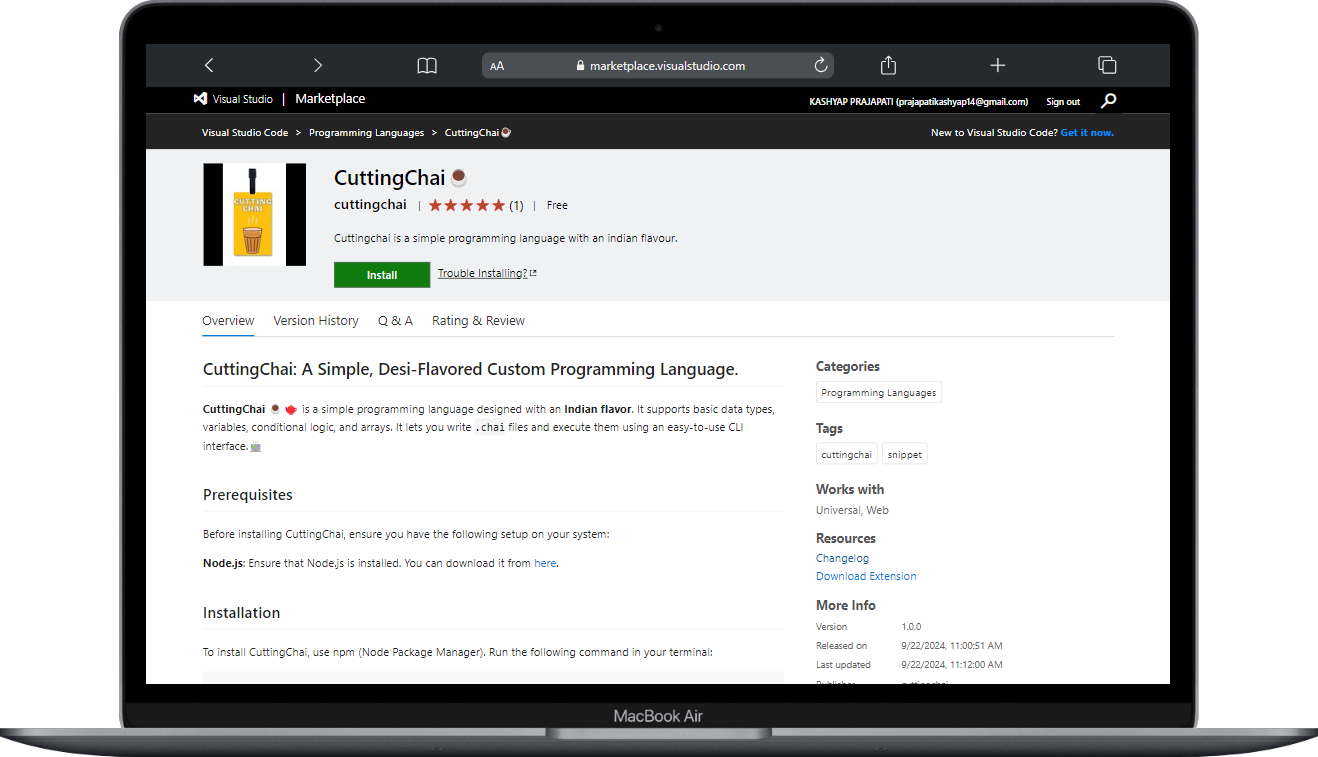 AA marketplace.visualstudio.com
Visual Studio | Marketplace
KASHYAP PRAJAPATI (prajapatikashyap14@gmail.com) Sign out
Visual Studio Code > Programming Languages > CuttingChai
New to Visual Studio Code? Get it now.
CUTTING
CHAI
CuttingChai
cuttingchai | (1) | Free
Cuttingchai is a simple programming language with an indian flavour.
Install Trouble Installing?
Overview Version History Q & A Rating & Review
CuttingChai: A Simple, Desi-Flavored Custom Programming Language.
CuttingChai is a simple programming language designed with an Indian flavor. It supports basic data types,
variables, conditional logic, and arrays. It lets you write .chai files and execute them using an easy-to-use CLI
interface.
Prerequisites
Before installing CuttingChai, ensure you have the following setup on your system:
Node.js: Ensure that Node.js is installed. You can download it from here.
Installation
To install CuttingChai, use npm (Node Package Manager). Run the following command in your terminal:
Categories
Programming Languages
Tags
cuttingchai snippet
Works with
Universal, Web
Resources
Changelog
Download Extension
More Info
Version 1.0.0
Released on 9/22/2024, 11:00:51 AM
Last updated 9/22/2024, 11:12:00 AM
Publisher cuttingchai
MacBook Air